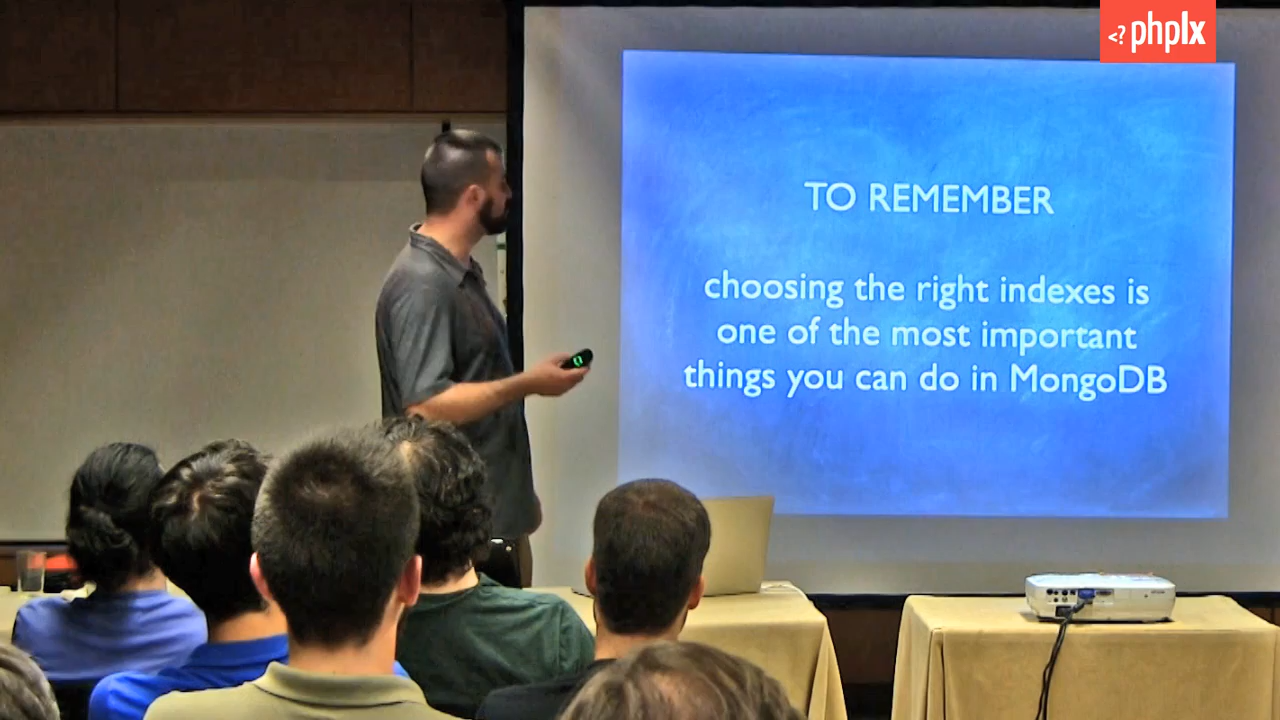 <? phplx
TO REMEMBER
choosing the right indexes is
one of the most important
things you can do in MongoDB